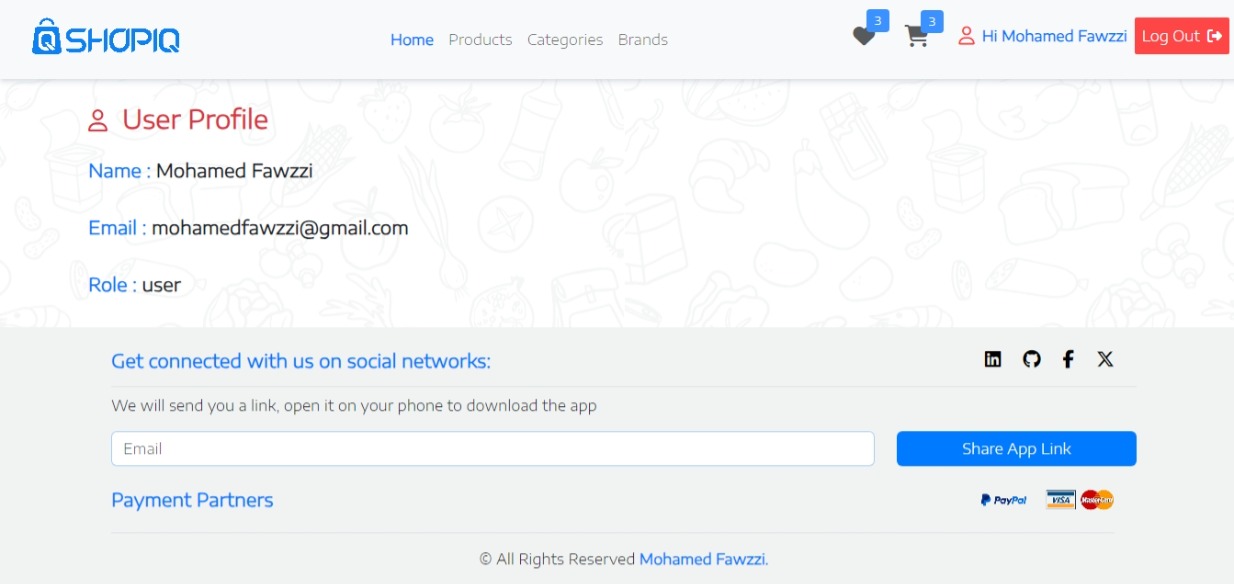 SHOPIQ
Home Products Categories Brands
3
3
Hi Mohamed Fawzzi
Log Out
User Profile
Name : Mohamed Fawzzi
Email : mohamedfawzzi@gmail.com
Role : user
Get connected with us on social networks:
We will send you a link, open it on your phone to download the app
Email
Share App Link
Payment Partners
PayPal VISA MasterCard
© All Rights Reserved Mohamed Fawzzi.